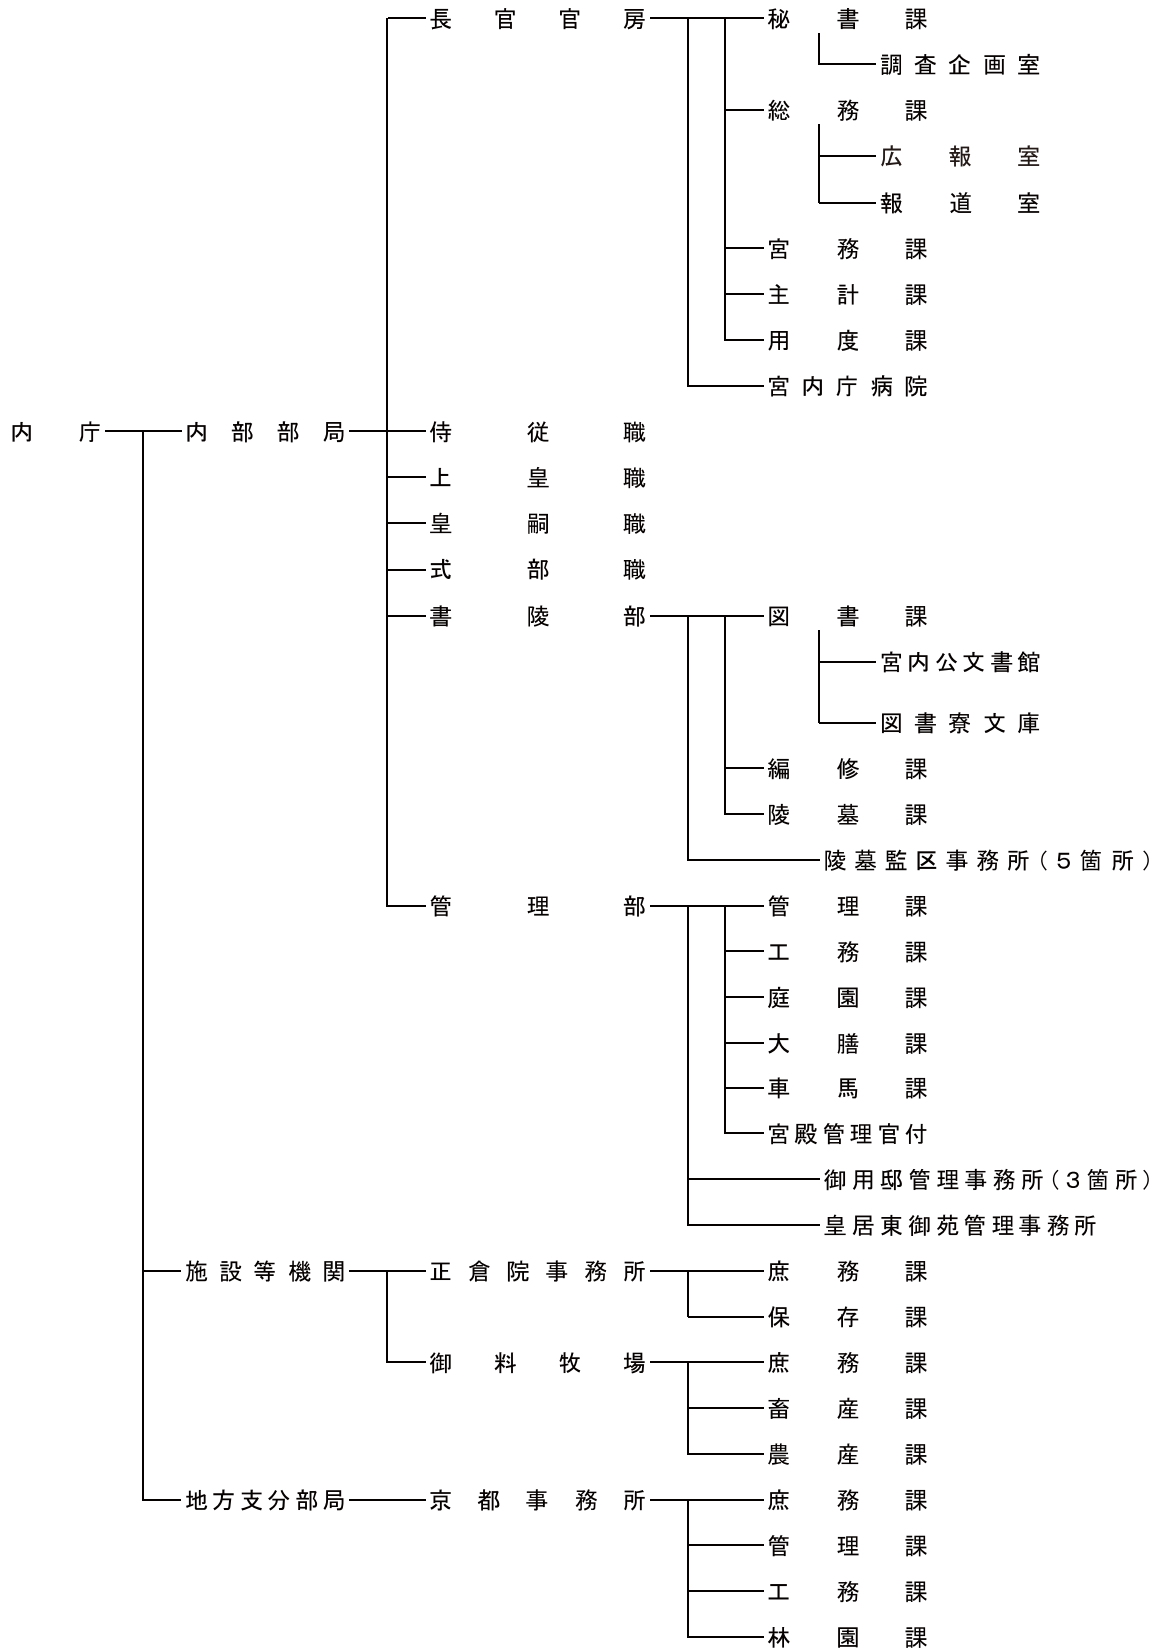 長官官房 秘書課
調査企画室
総務課
広報室
報道室
宮務課
主計課
用度課
宮内庁病院
内庁 内部部局 侍従職
上皇職
皇嗣職
式部職
書陵部 図書課
宮内公文書館
図書寮文庫
編修課
陵墓課
陵墓監区事務所(5箇所)
管理部 管理課
工務課
庭園課
大膳課
車馬課
宮殿管理官付
御用邸管理事務所(3箇所)
皇居東御苑管理事務所
施設等機関 正倉院事務所 庶務課
保存課
御料牧場 庶務課
畜産課
農産課
地方支分部局 京都事務所 庶務課
管理課
工務課
林園課